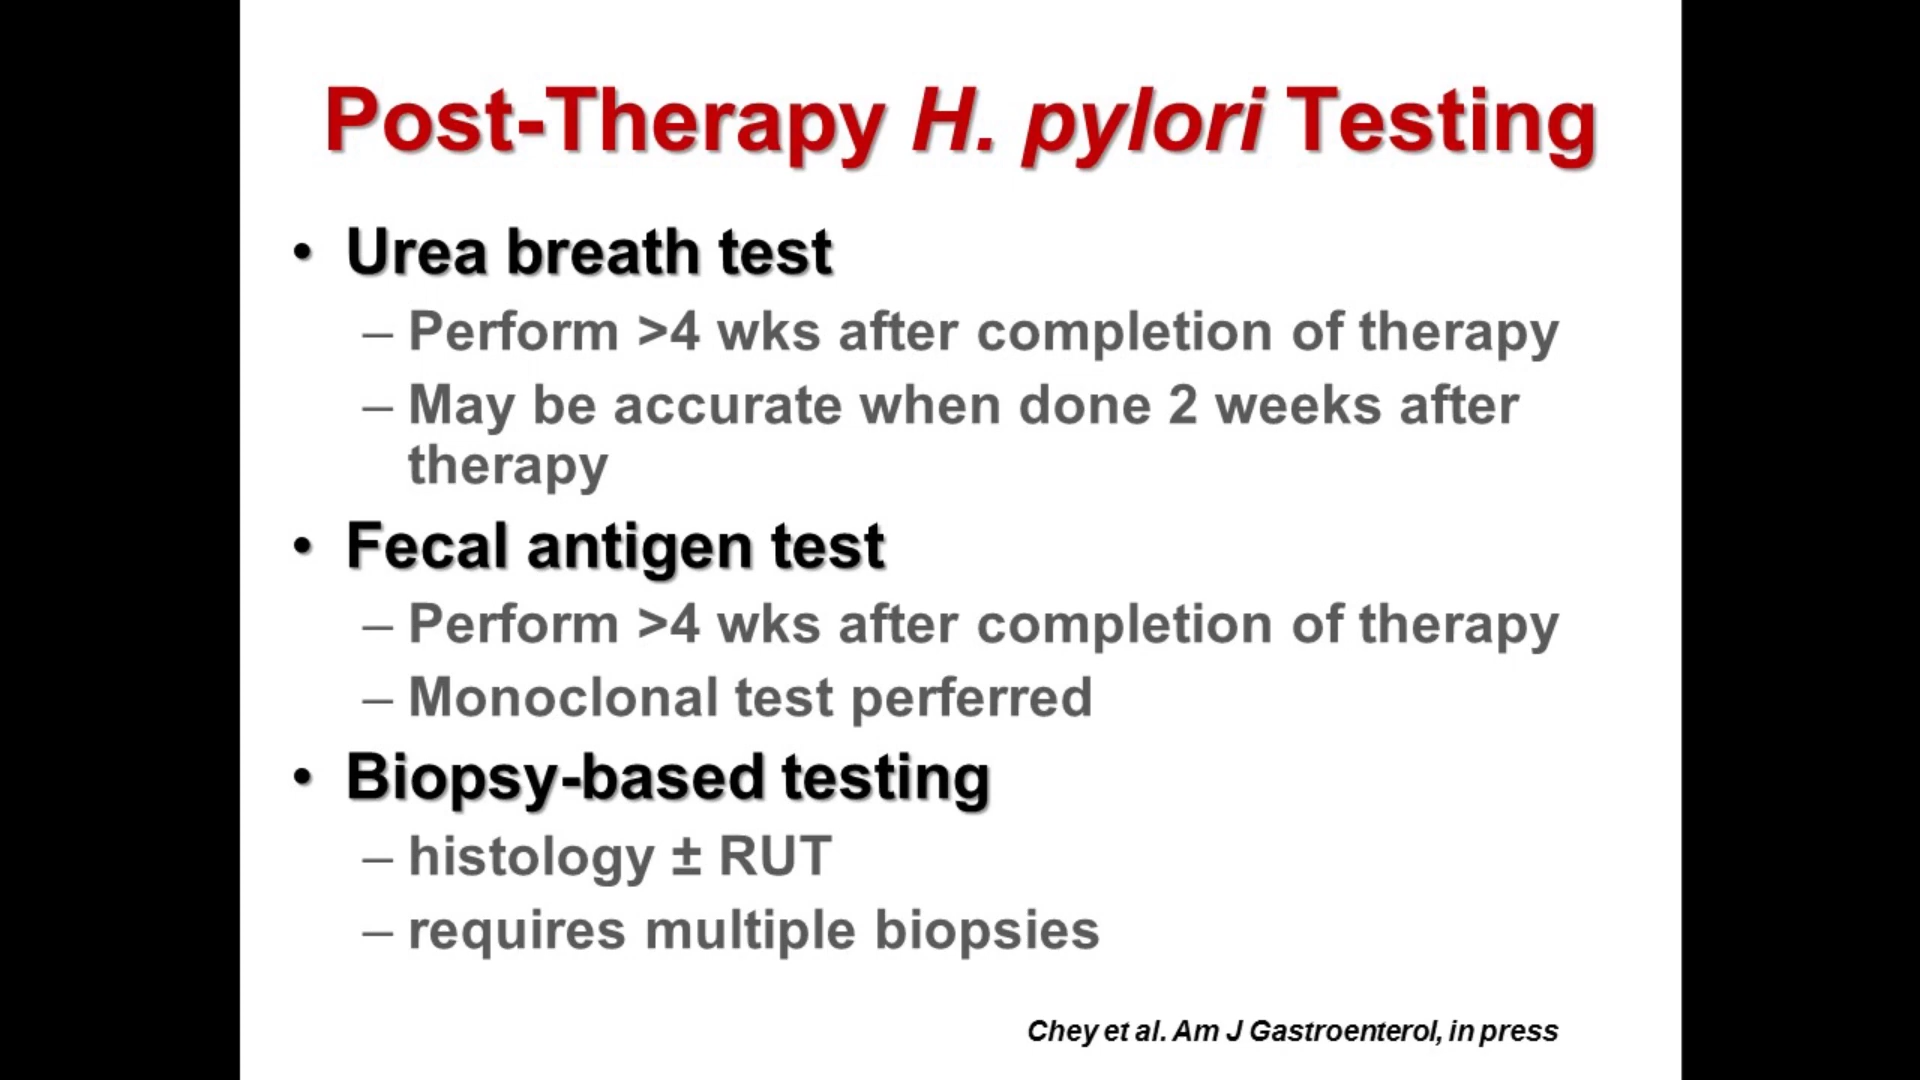 Post-Therapy H. pylori Testing
• Urea breath test
– Perform >4 wks after completion of therapy
– May be accurate when done 2 weeks after
therapy
• Fecal antigen test
– Perform >4 wks after completion of therapy
– Monoclonal test perferred
• Biopsy-based testing
– histology ± RUT
– requires multiple biopsies
Chey et al. Am J Gastroenterol, in press